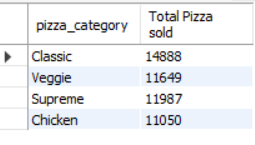 pizza_category Total Pizza sold
Classic 14888
Veggie 11649
Supreme 11987
Chicken 11050